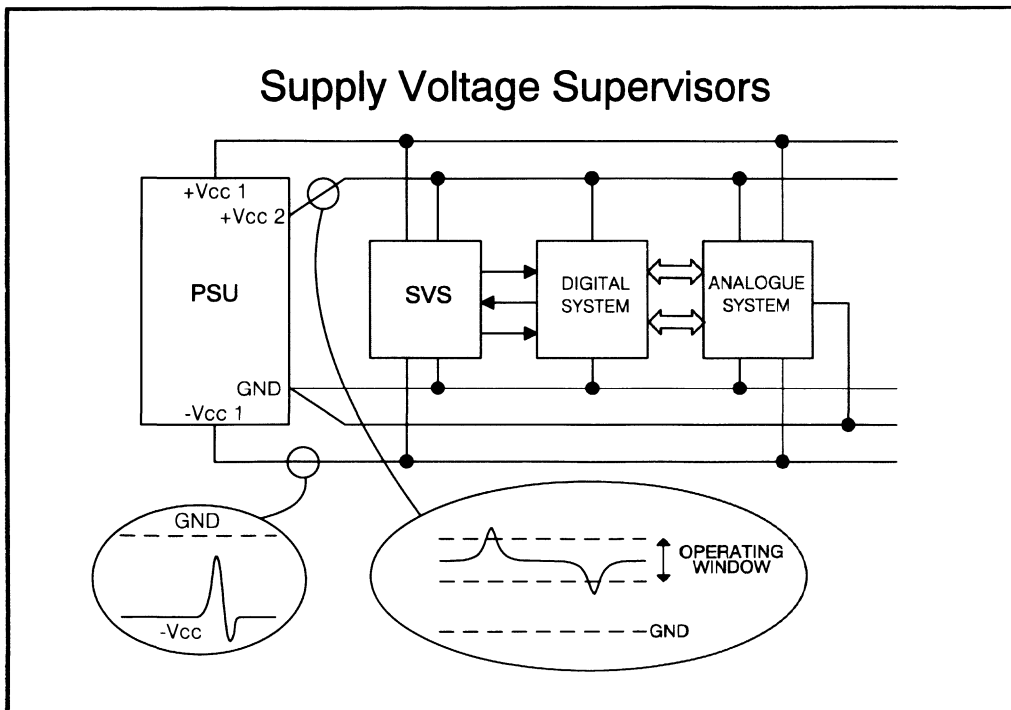 Supply Voltage Supervisors
+Vcc 1
+Vcc 2
PSU
GND
-Vcc 1
SVS
DIGITAL
SYSTEM
ANALOGUE
SYSTEM
GND
-Vcc
OPERATING
WINDOW
GND